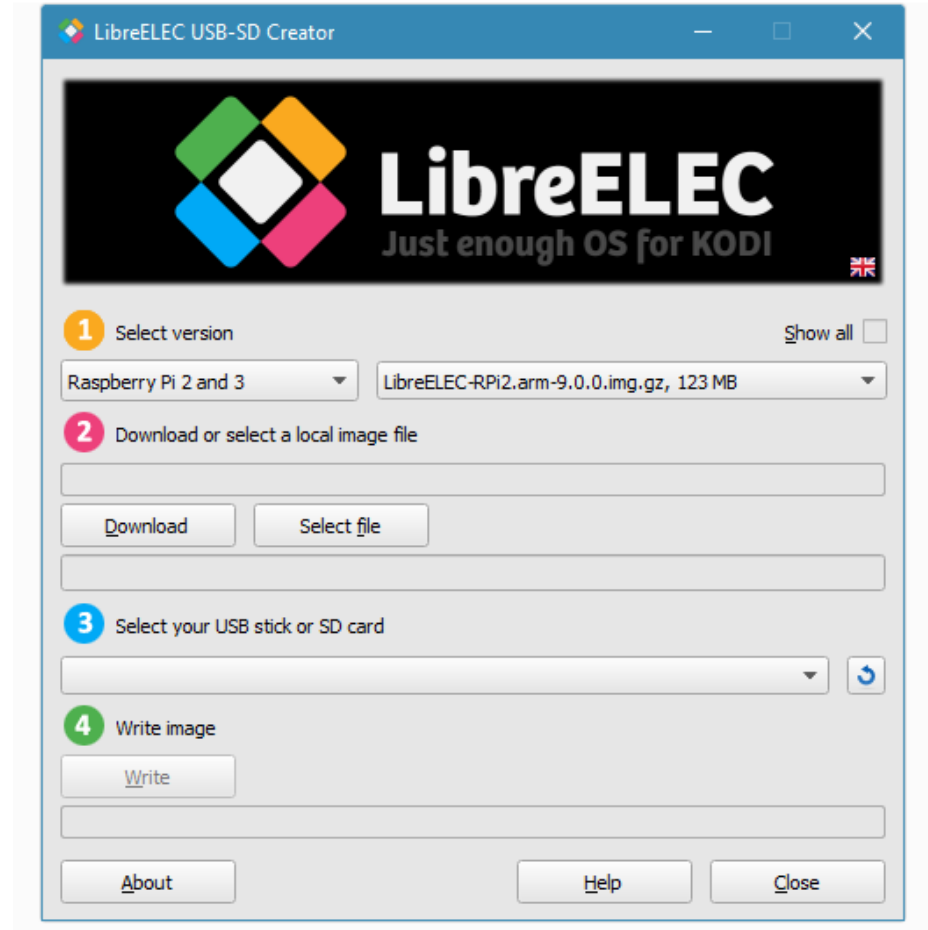 LibreELEC USB-SD Creator
LibreELEC
Just enough OS for KODI
1 Select version Show all
Raspberry Pi 2 and 3 LibreELEC-RPi2.arm-9.0.0.img.gz, 123 MB
2 Download or select a local image file
Download Select file
3 Select your USB stick or SD card
4 Write image
Write
About Help Close